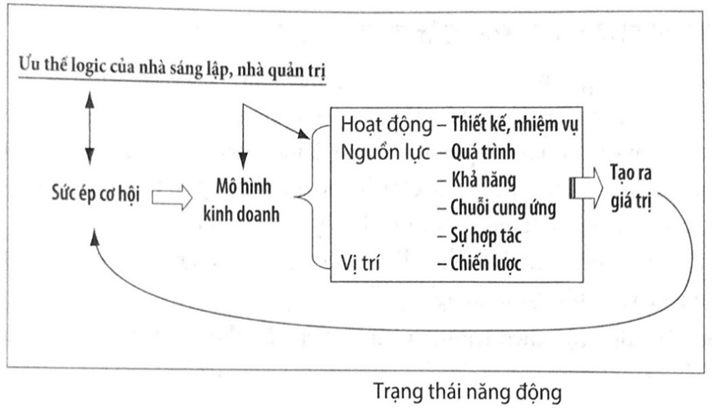 Ưu thế logic của nhà sáng lập, nhà quản trị
Sức ép cơ hội
Mô hình
kinh doanh
Hoạt động – Thiết kế, nhiệm vụ
Nguồn lực – Quá trình
– Khả năng
– Chuỗi cung ứng
– Sự hợp tác
Vị trí – Chiến lược
Tạo ra
giá trị
Trạng thái năng động